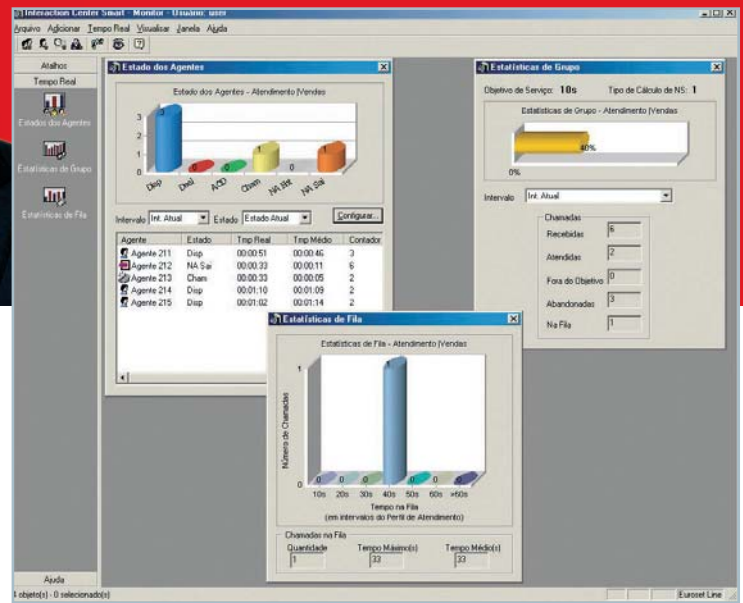 Interaction Center Smart - Monitor - Usuário: user
Arquivo Adicionar Tempo Real Visualizar Janela Ajuda
Atalhos
Tempo Real
Estados dos Agentes
Estatísticas de Grupo
Estatísticas de Fila
Ajuda
Estado dos Agentes
Estado dos Agentes - Atendimento |Vendas
3
2
1
0
3 0 0 1 0 1
Disp ACD Cham NA Sai
Intervalo Int. Atual Estado Estado Atual Configurar...
Agente Estado Tmp Real Tmp Médio Contador
Agente 211 Disp 00:00:51 00:00:46 3
Agente 212 NA Sai 00:00:33 00:00:11 6
Agente 213 Cham 00:00:33 00:00:05 2
Agente 214 Disp 00:01:10 00:01:09 2
Agente 215 Disp 00:01:02 00:01:14 2
Estatísticas de Grupo
Objetivo de Serviço: 10s Tipo de Cálculo de NS: 1
Estatísticas de Grupo - Atendimento |Vendas
40%
0%
Intervalo Int. Atual
Chamadas
Recebidas 6
Atendidas 2
Fora do Objetivo 0
Abandonadas 3
Na Fila 1
Estatísticas de Fila
Estatísticas de Fila - Atendimento |Vendas
Número de Chamadas
1
0
0 0 0 1 0 0 0
10s 20s 30s 40s 50s 60s >60s
Tempo na Fila
(em intervalos do Perfil de Atendimento)
Chamadas na Fila
Quantidade Tempo Máximo(s) Tempo Médio(s)
1 33 33
4 objeto(s) - 0 selecionado(s) Euroset Line